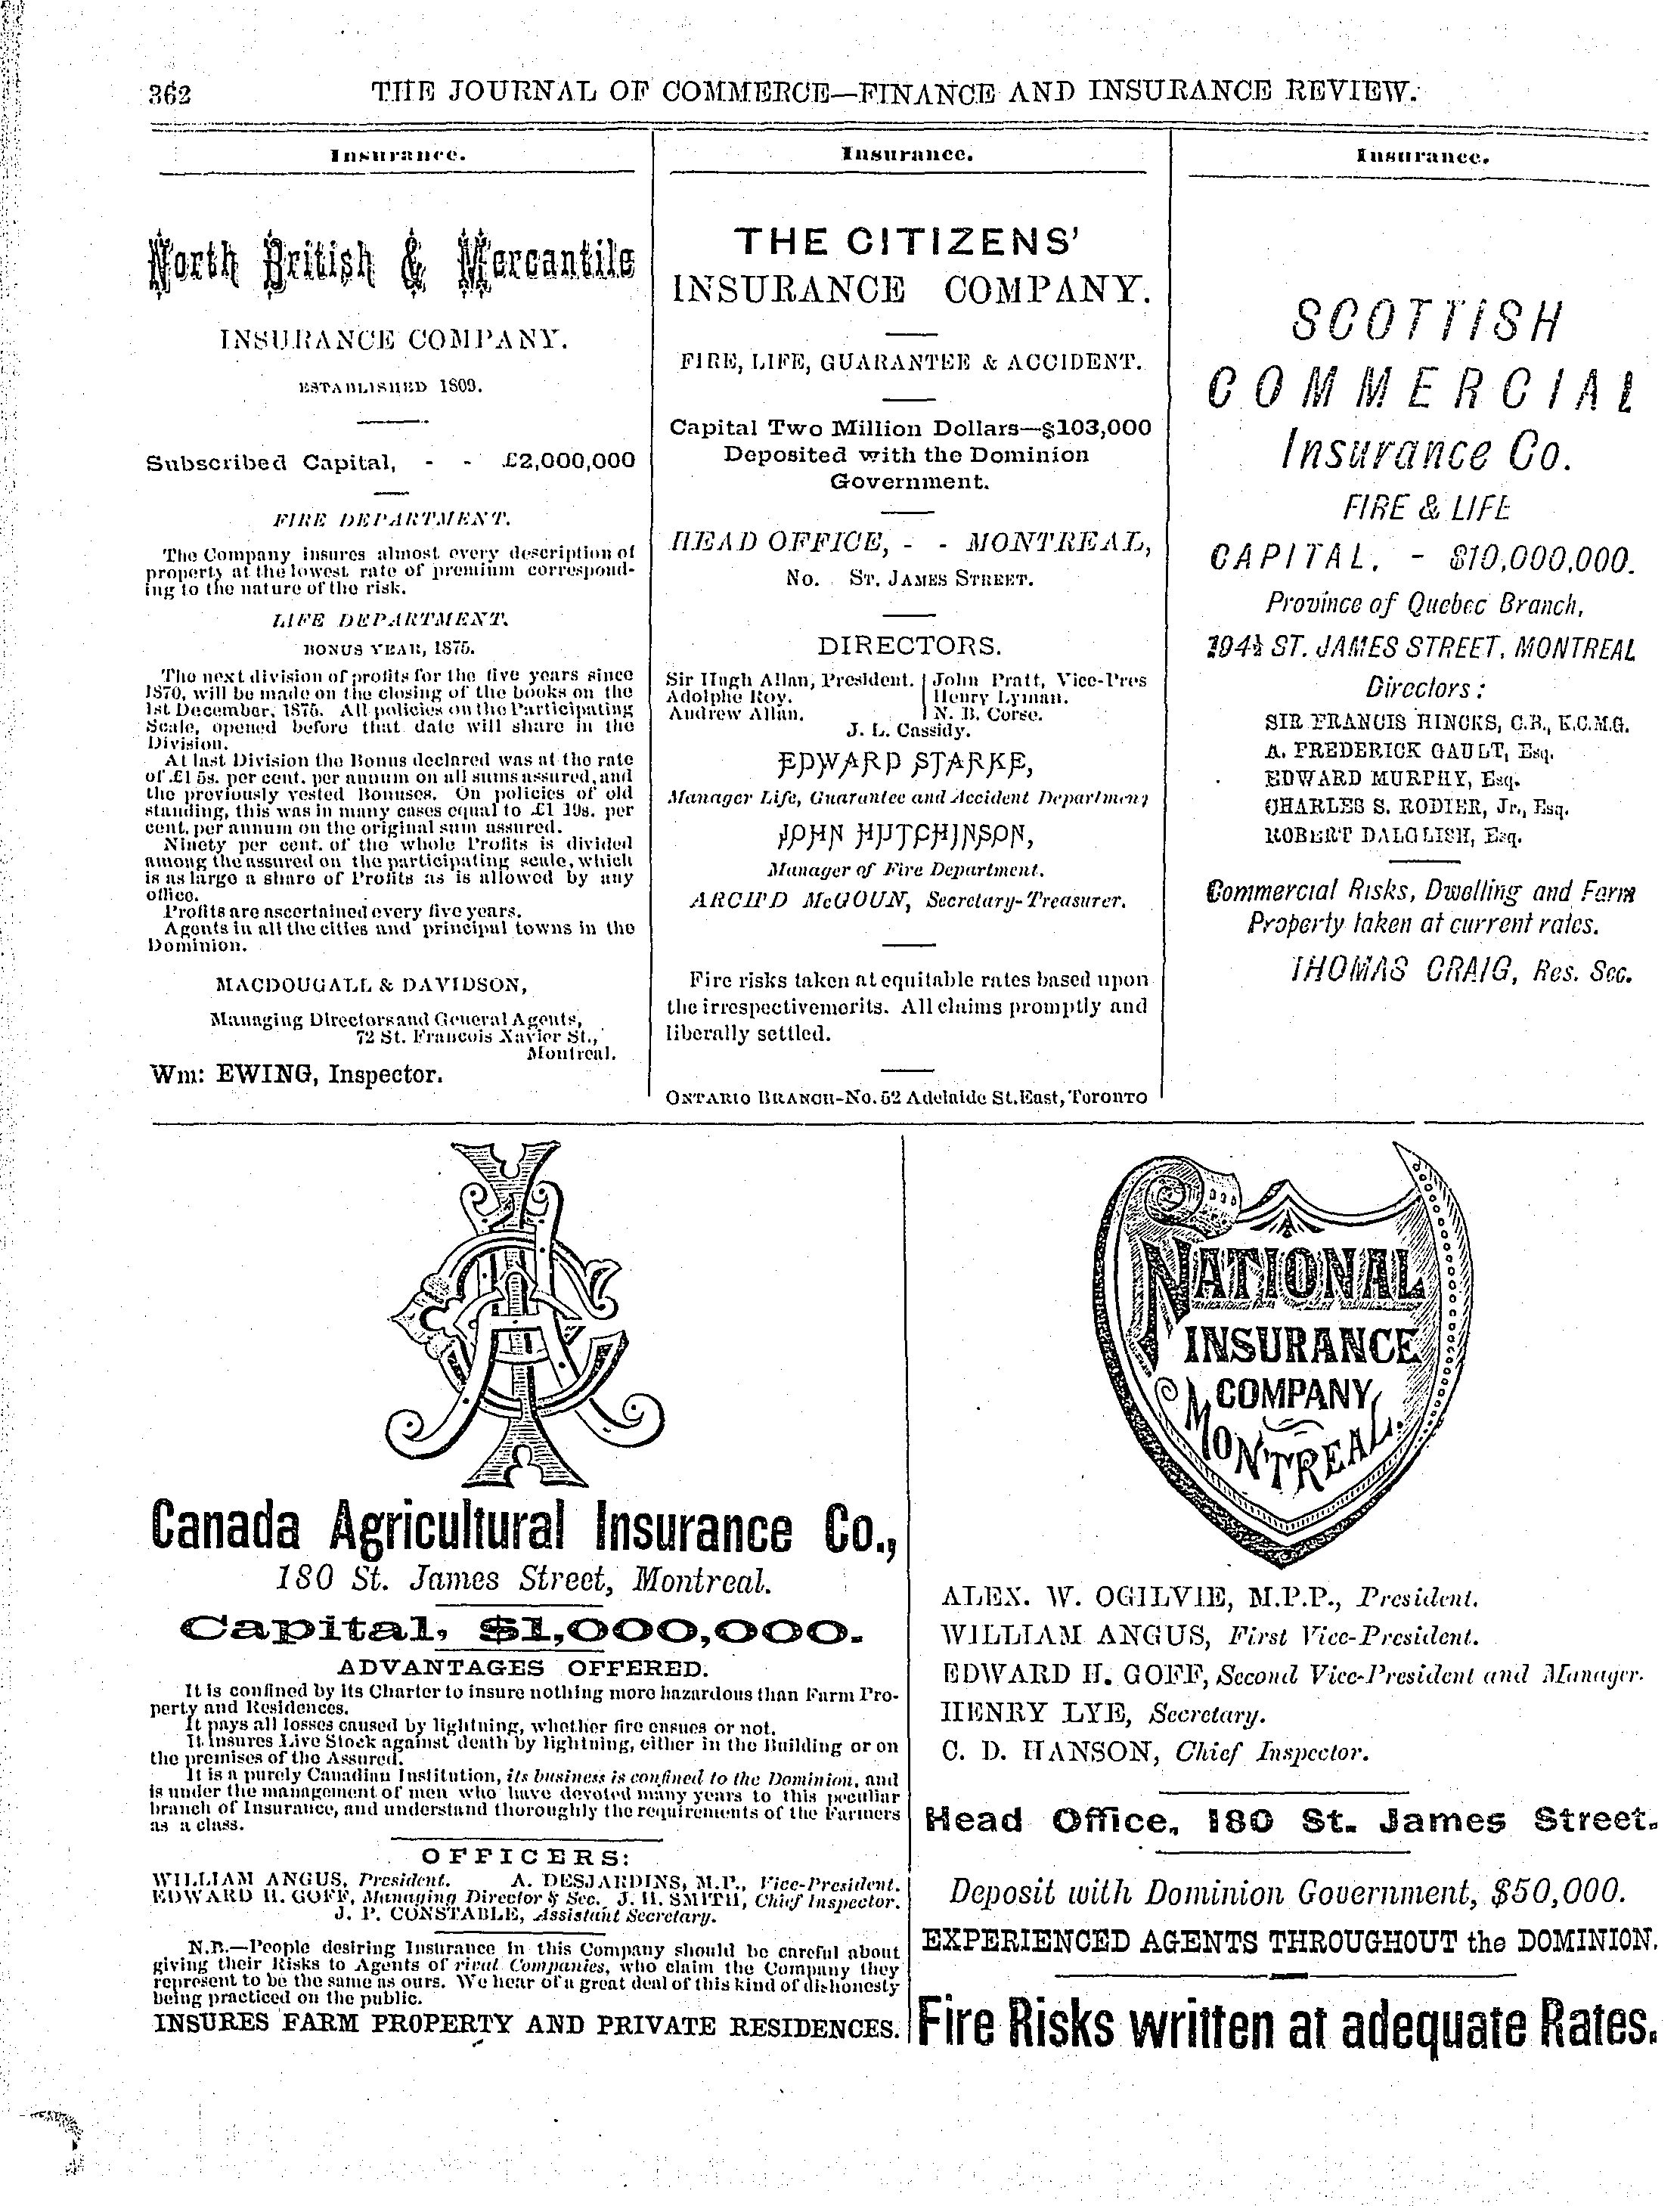 362
THE JOURNAL OF COMMERCE—FINANCE AND INSURANCE REVIEW.
Insurance.
North British & Mercantile
INSURANCE COMPANY.
ESTABLISHED 1809.
Subscribed Capital, - - £2,000,000
FIRE DEPARTMENT.
The Company insures almost every description of
property at the lowest rate of premium correspond-
ing to the nature of the risk.
LIFE DEPARTMENT.
BONUS YEAR, 1875.
The next division of profits for the five years since
1870, will be made on the closing of the books on the
1st December, 1875. All policies on the Participating
Scale, opened before that date will share in the
Division.
At last Division the Bonus declared was at the rate
of £1 5s. per cent. per annum on all sums assured, and
the previously vested Bonuses. On policies of old
standing, this was in many cases equal to £1 19s. per
cent. per annum on the original sum assured.
Ninety per cent. of the whole Profits is divided
among the assured on the participating scale, which
is as large a share of Profits as is allowed by any
office.
Profits are ascertained every five years.
Agents in all the cities and principal towns in the
Dominion.
MACDOUGALL & DAVIDSON,
Managing Directors and General Agents,
72 St. Francois Xavier St.,
Montreal.
Wm: EWING, Inspector.
Insurance.
THE CITIZENS'
INSURANCE COMPANY.
FIRE, LIFE, GUARANTEE & ACCIDENT.
Capital Two Million Dollars—$103,000
Deposited with the Dominion
Government.
HEAD OFFICE, - - MONTREAL,
No. ST. JAMES STREET.
DIRECTORS.
Sir Hugh Allan, President. John Pratt, Vice-Pres
Adolphe Roy. Henry Lyman.
Andrew Allan. N. B. Corse.
J. L. Cassidy.
EDWARD STARKE,
Manager Life, Guarantee and Accident Department
JOHN HUTCHINSON,
Manager of Fire Department.
ARCH'D McGOUN, Secretary-Treasurer.
Fire risks taken at equitable rates based upon
the irrespectivemerits. All claims promptly and
liberally settled.
ONTARIO BRANCH-No. 52 Adelaide St. East, TORONTO
Insurance.
SCOTTISH
COMMERCIAL
Insurance Co.
FIRE & LIFE
CAPITAL, - $10,000,000.
Province of Quebec Branch,
194½ ST. JAMES STREET, MONTREAL
Directors:
SIR FRANCIS HINCKS, C.B., K.C.M.G.
A. FREDERICK GAULT, Esq.
EDWARD MURPHY, Esq.
CHARLES S. RODIER, Jr., Esq.
ROBERT DALGLISH, Esq.
Commercial Risks, Dwelling and Farm
Property taken at current rates.
THOMAS CRAIG, Res. Sec.
Canada Agricultural Insurance Co.,
180 St. James Street, Montreal.
Capital, $1,000,000.
ADVANTAGES OFFERED.
It is confined by its Charter to insure nothing more hazardous than Farm Pro-
perty and Residences.
It pays all losses caused by lightning, whether fire ensues or not.
It Insures Live Stock against death by lightning, either in the Building or on
the premises of the Assured.
It is a purely Canadian Institution, its business is confined to the Dominion, and
is under the management of men who have devoted many years to this peculiar
branch of Insurance, and understand thoroughly the requirements of the Farmers
as a class.
OFFICERS:
WILLIAM ANGUS, President. A. DESJARDINS, M.P., Vice-President.
EDWARD H. GOFF, Managing Director & Sec. J. H. SMITH, Chief Inspector.
J. P. CONSTABLE, Assistant Secretary.
N.B.—People desiring Insurance in this Company should be careful about
giving their Risks to Agents of rival Companies, who claim the Company they
represent to be the same as ours. We hear of a great deal of this kind of dishonesty
being practiced on the public.
INSURES FARM PROPERTY AND PRIVATE RESIDENCES.
NATIONAL
INSURANCE
COMPANY
MONTREAL.
ALEX. W. OGILVIE, M.P.P., President.
WILLIAM ANGUS, First Vice-President.
EDWARD H. GOFF, Second Vice-President and Manager.
HENRY LYE, Secretary.
C. D. HANSON, Chief Inspector.
Head Office, 180 St. James Street.
Deposit with Dominion Government, $50,000.
EXPERIENCED AGENTS THROUGHOUT the DOMINION.
Fire Risks written at adequate Rates.